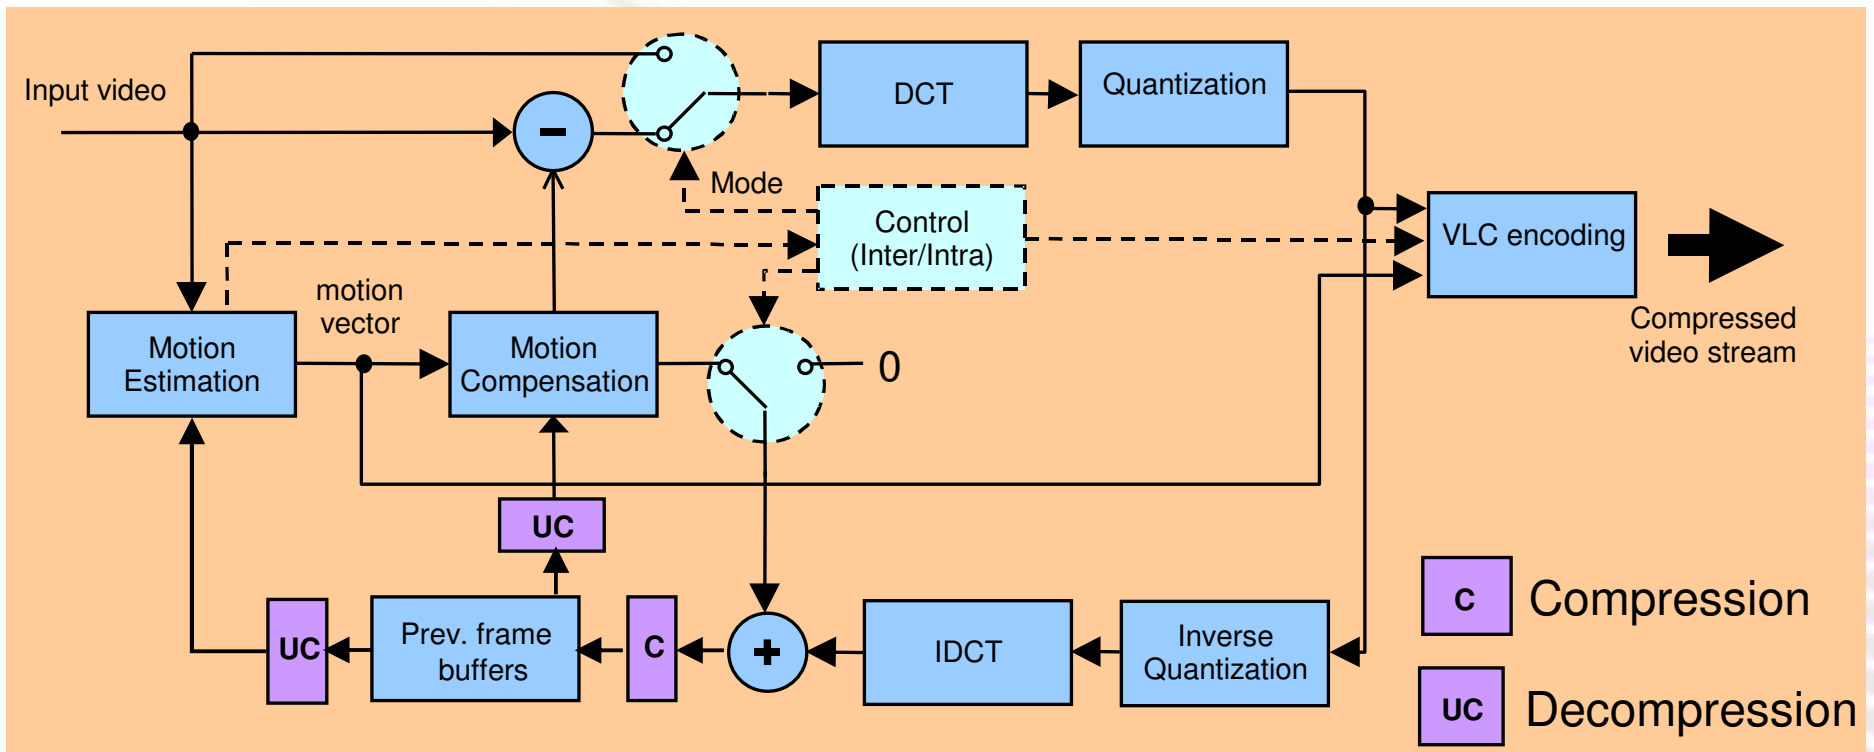 Input video
−
DCT
Quantization
Mode
Control
(Inter/Intra)
VLC encoding
motion
vector
Compressed
video stream
Motion
Estimation
Motion
Compensation
0
UC
UC
Prev. frame
buffers
C
+
IDCT
Inverse
Quantization
C
Compression
UC
Decompression